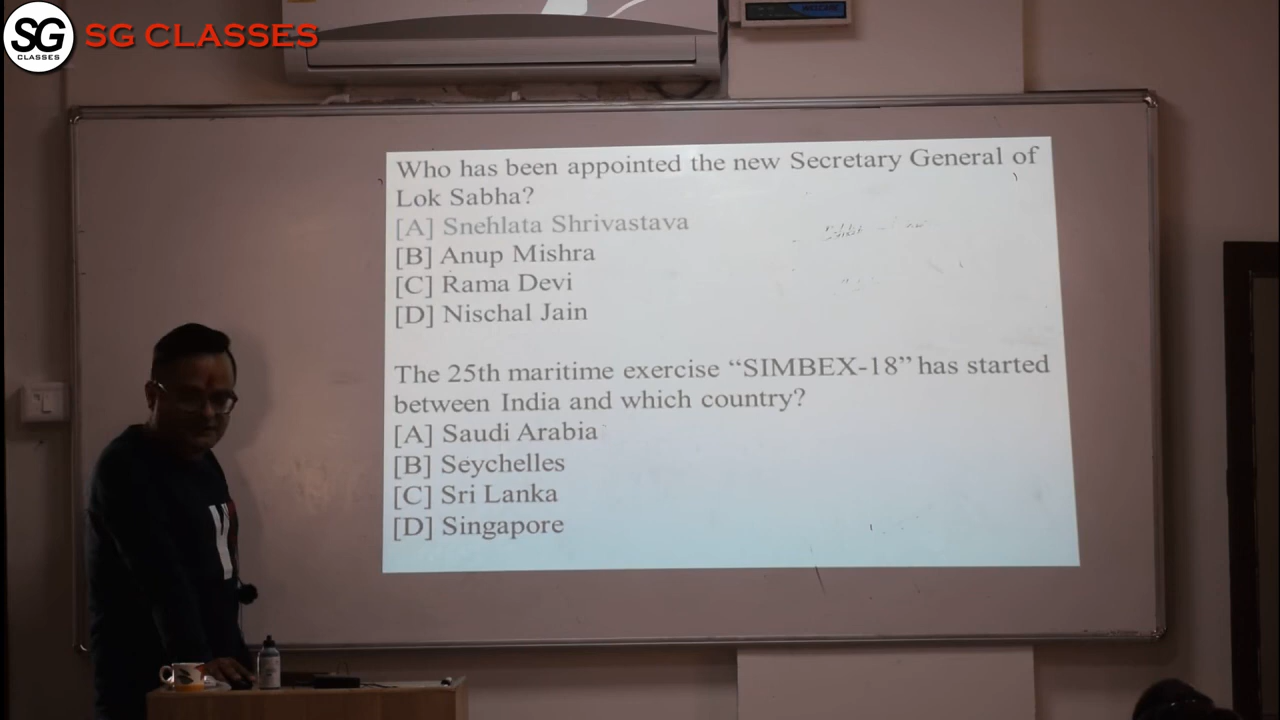 SG
CLASSES
SG CLASSES
Who has been appointed the new Secretary General of
Lok Sabha?
[A] Snehlata Shrivastava
[B] Anup Mishra
[C] Rama Devi
[D] Nischal Jain
The 25th maritime exercise “SIMBEX-18” has started
between India and which country?
[A] Saudi Arabia
[B] Seychelles
[C] Sri Lanka
[D] Singapore